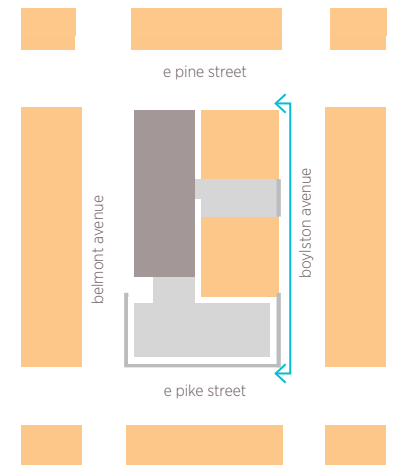 e pine street
belmont avenue
boylston avenue
e pike street